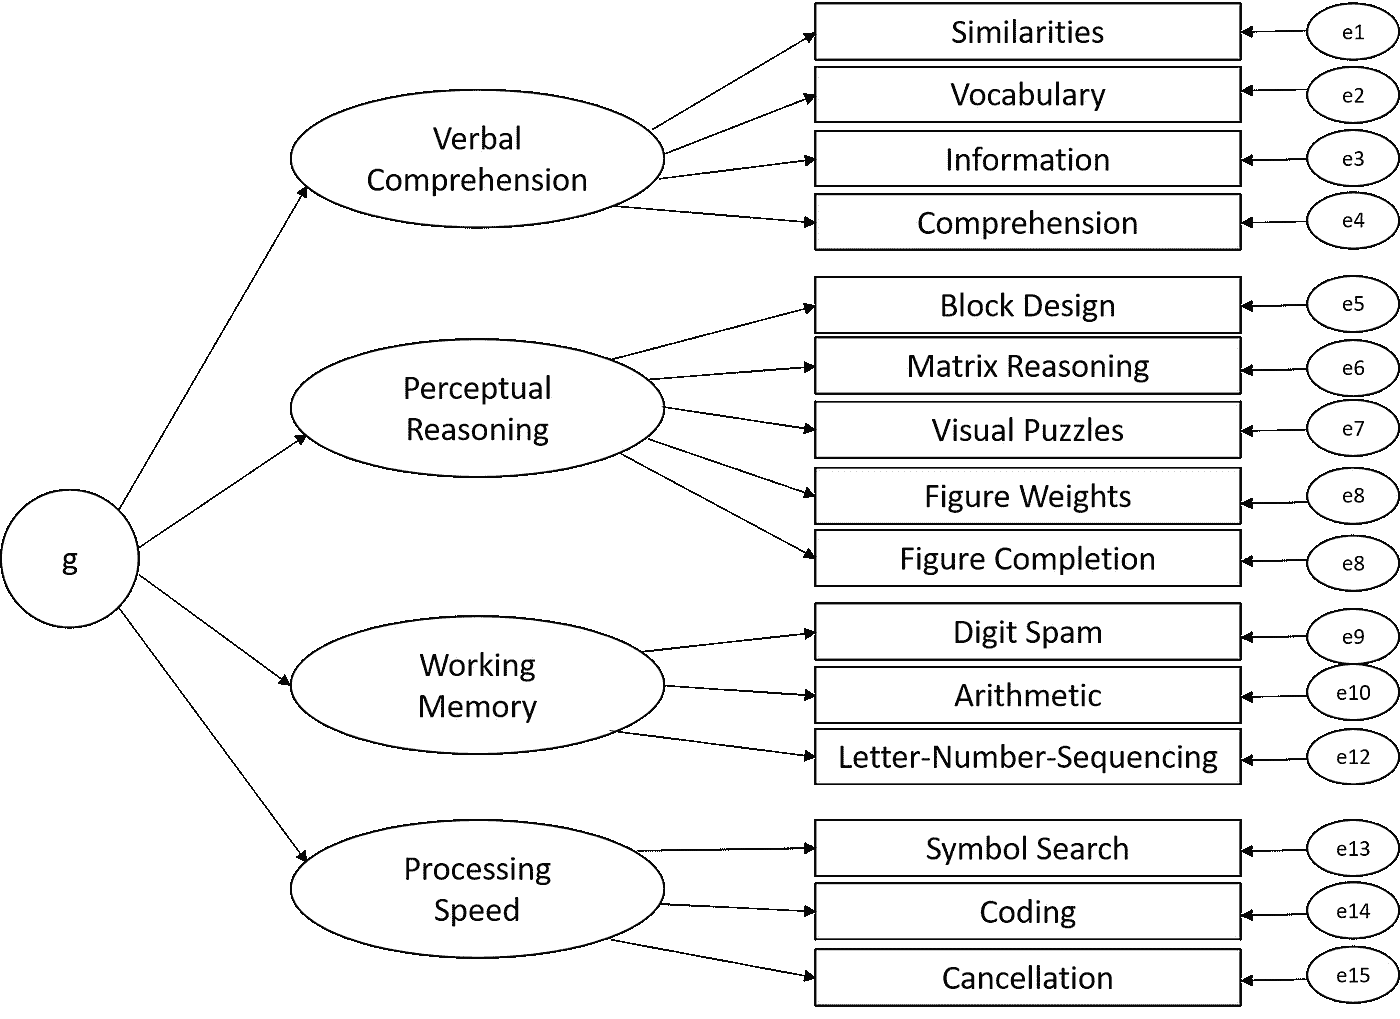 Similarities
e1
Vocabulary
e2
Verbal
Comprehension
Information
e3
Comprehension
e4
Block Design
e5
Matrix Reasoning
e6
Perceptual
Reasoning
Visual Puzzles
e7
Figure Weights
e8
g
Figure Completion
e8
Digit Spam
e9
Working
Memory
Arithmetic
e10
Letter-Number-Sequencing
e12
Symbol Search
e13
Processing
Speed
Coding
e14
Cancellation
e15